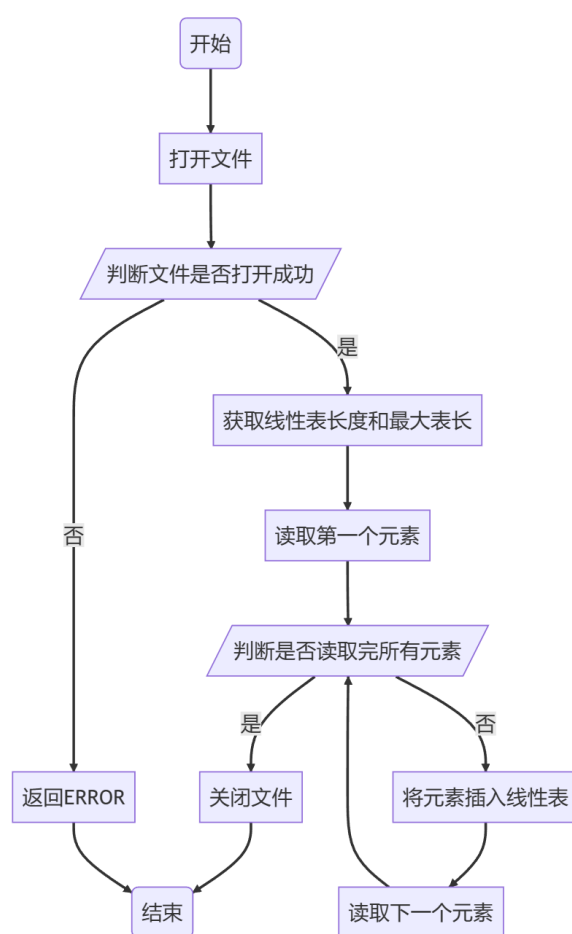 开始
打开文件
判断文件是否打开成功
是
获取线性表长度和最大表长
否
读取第一个元素
判断是否读取完所有元素
是
否
返回ERROR
关闭文件
将元素插入线性表
结束
读取下一个元素